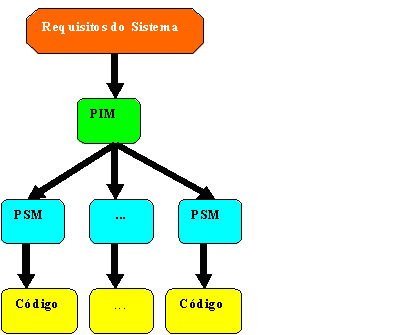 Requisitos do Sistema
PIM
PSM
...
PSM
Código
...
Código